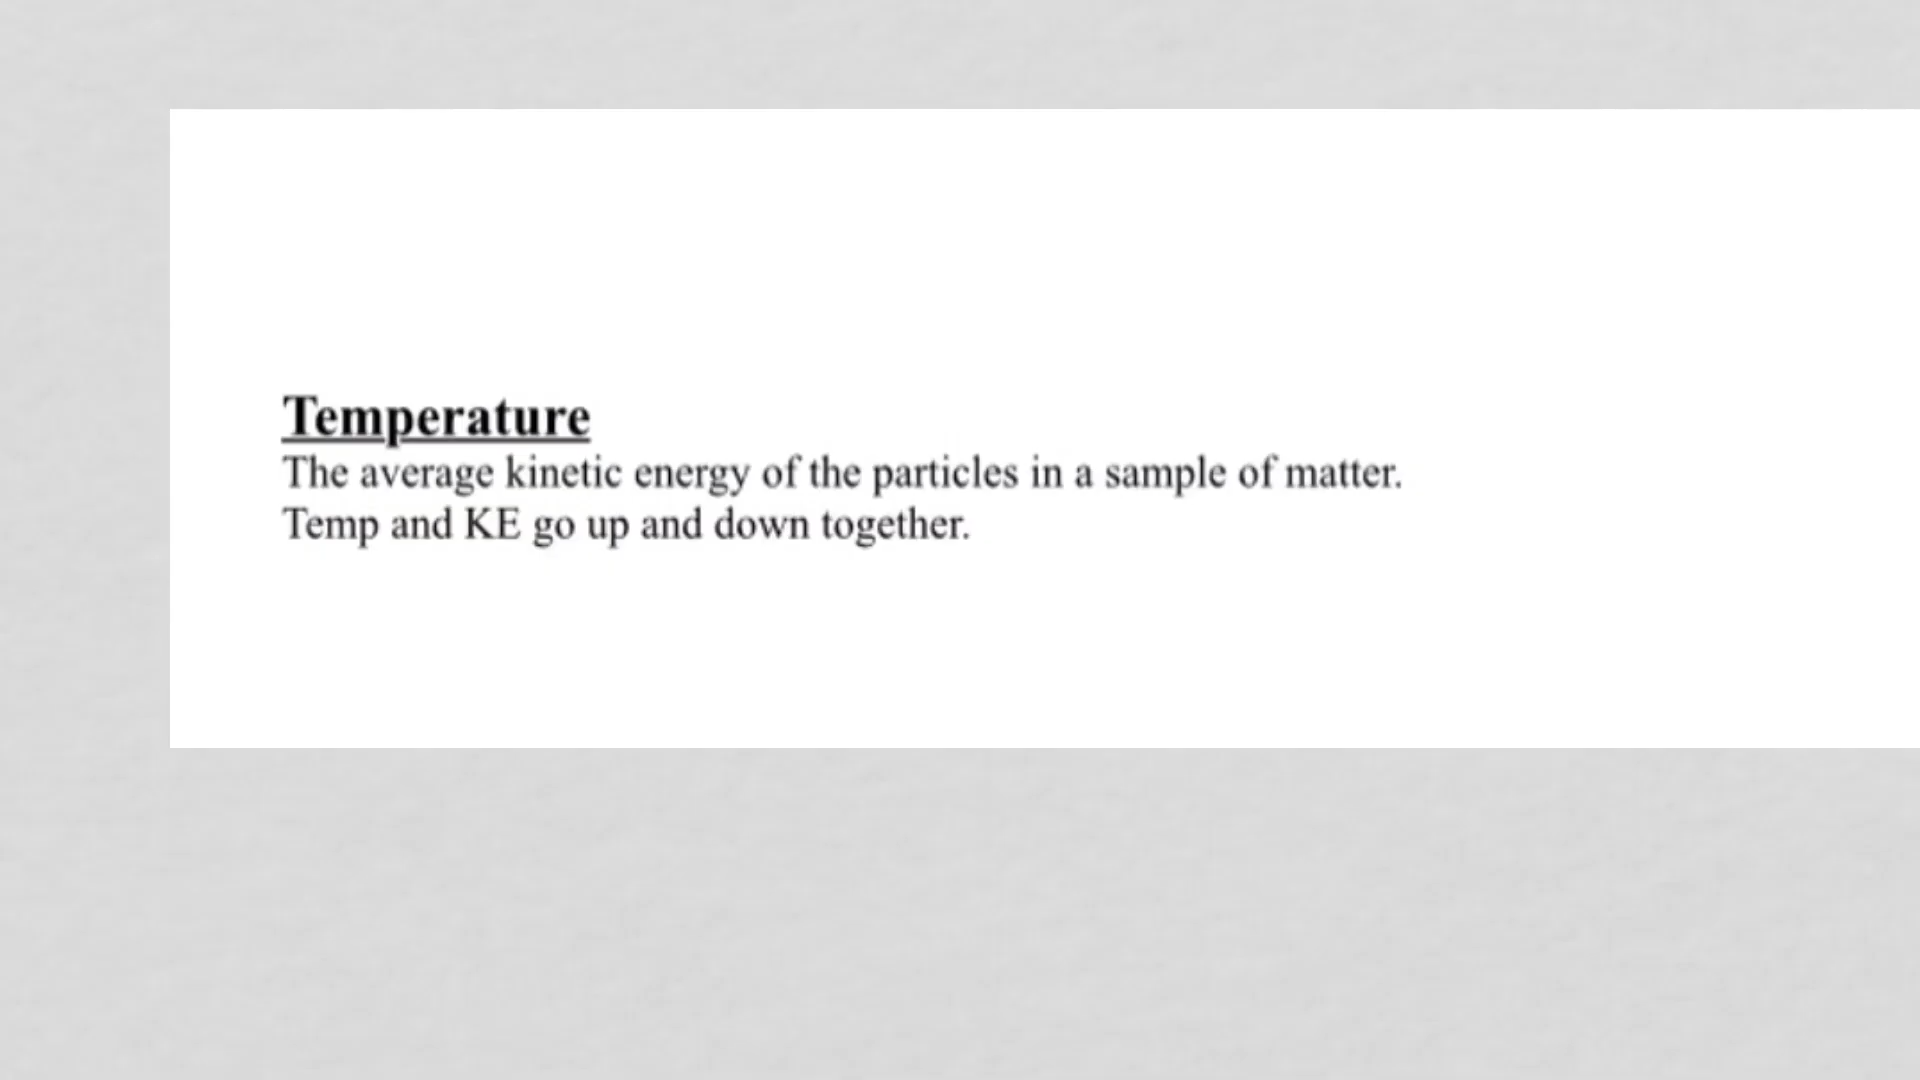 Temperature
The average kinetic energy of the particles in a sample of matter.
Temp and KE go up and down together.